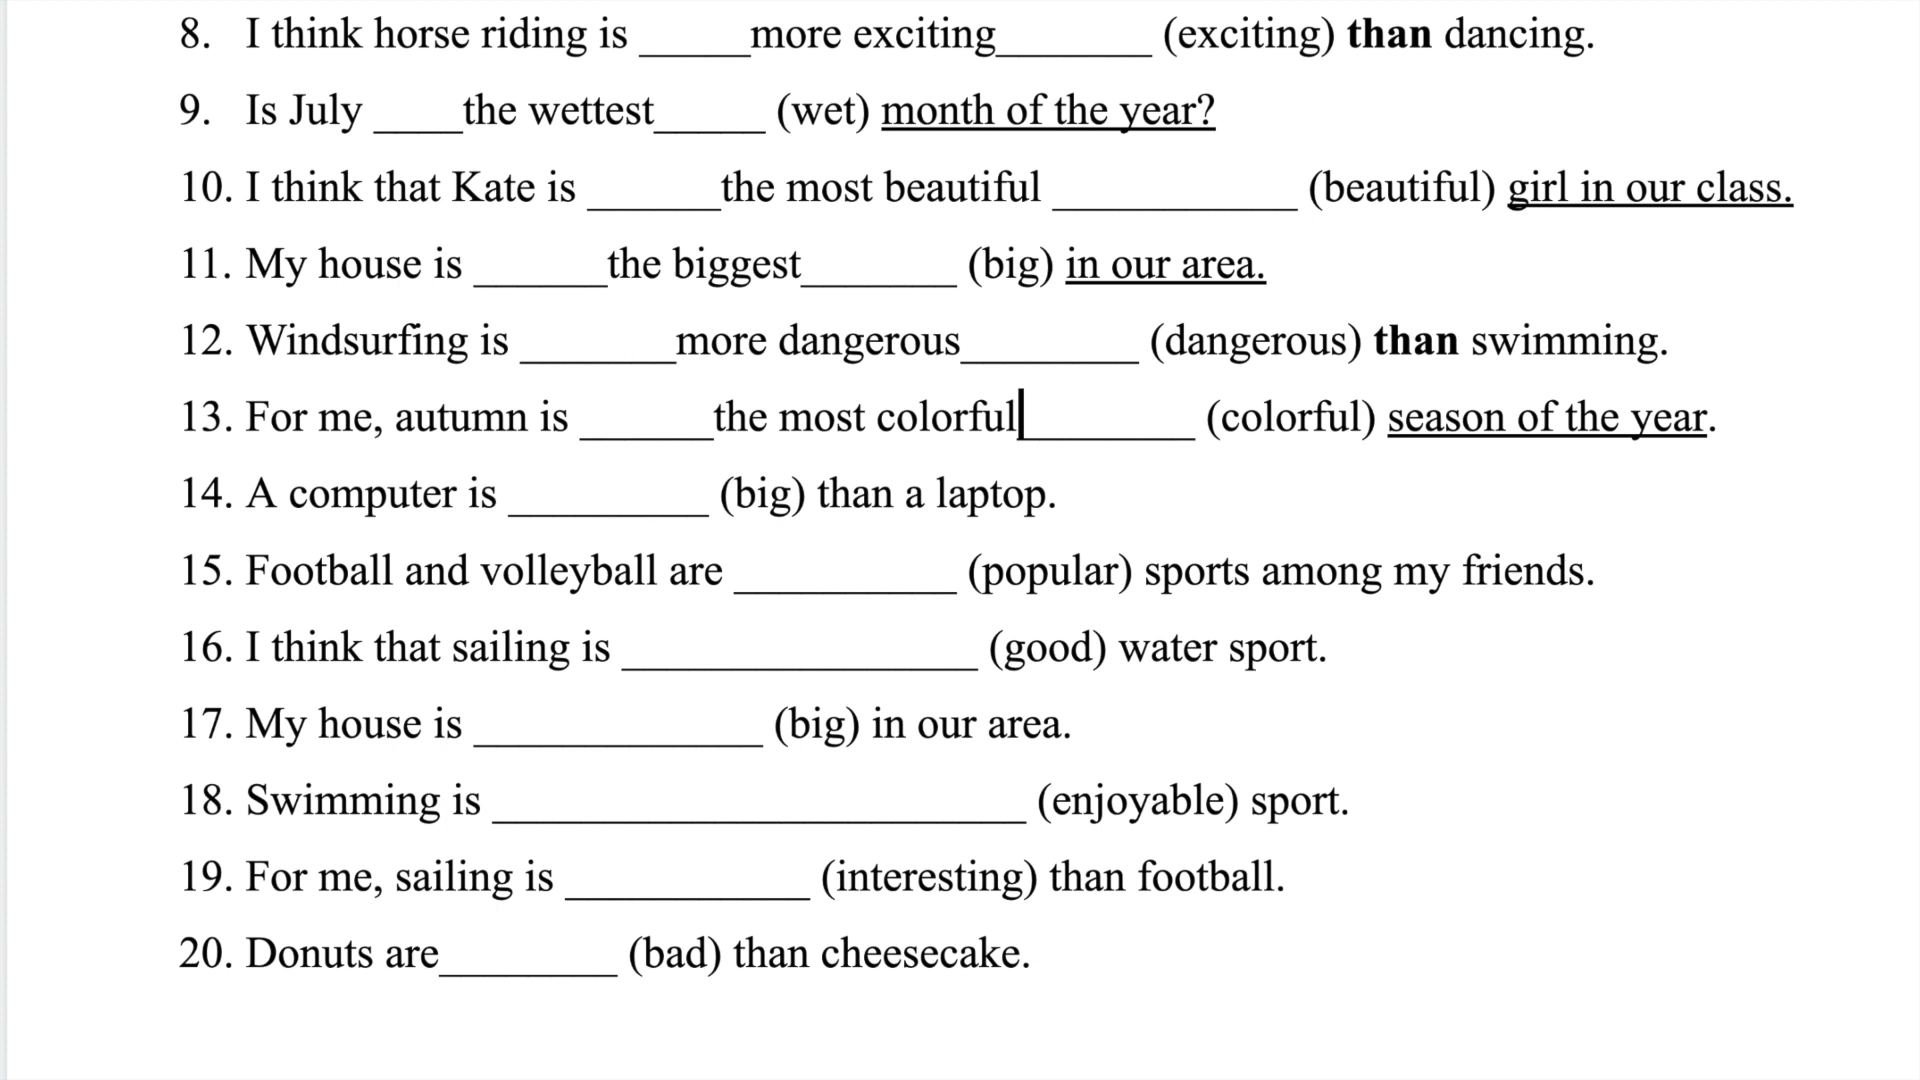 8. I think horse riding is _____more exciting_______ (exciting) than dancing.
9. Is July ____the wettest_____ (wet) month of the year?
10. I think that Kate is ______the most beautiful ___________ (beautiful) girl in our class.
11. My house is ______the biggest_______ (big) in our area.
12. Windsurfing is _______more dangerous________ (dangerous) than swimming.
13. For me, autumn is ______the most colorful________ (colorful) season of the year.
14. A computer is _________ (big) than a laptop.
15. Football and volleyball are __________ (popular) sports among my friends.
16. I think that sailing is ________________ (good) water sport.
17. My house is _____________ (big) in our area.
18. Swimming is ________________________ (enjoyable) sport.
19. For me, sailing is ___________ (interesting) than football.
20. Donuts are________ (bad) than cheesecake.